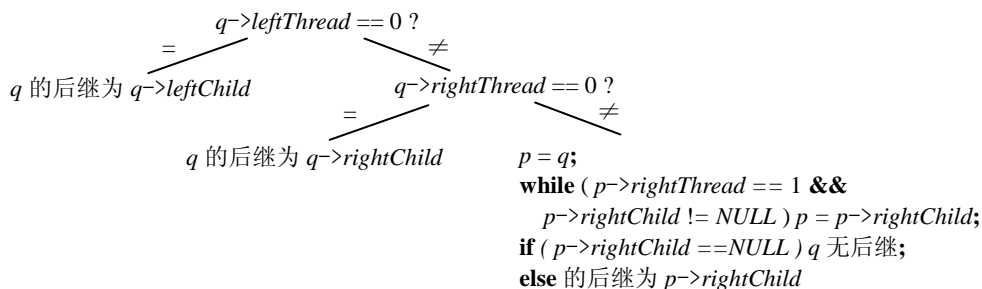 q->leftThread == 0 ?
= ≠
q 的后继为 q->leftChild q->rightThread == 0 ?
= ≠
q 的后继为 q->rightChild p = q;
while ( p->rightThread == 1 &&
p->rightChild != NULL ) p = p->rightChild;
if ( p->rightChild ==NULL ) q 无后继;
else 的后继为 p->rightChild